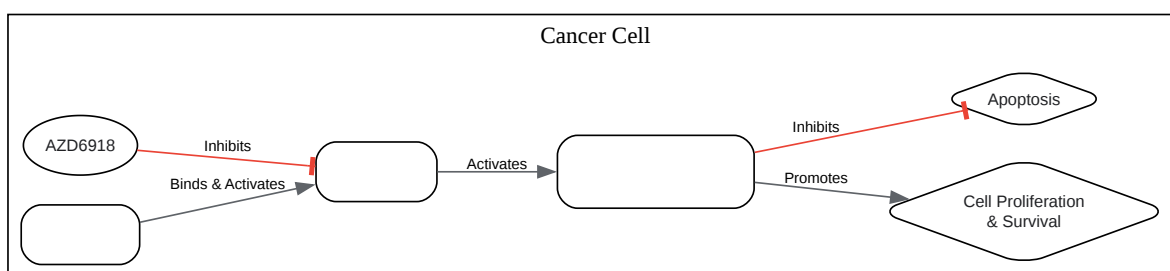 Cancer Cell
AZD6918
Inhibits
Binds & Activates
Activates
Inhibits
Promotes
Apoptosis
Cell Proliferation
& Survival